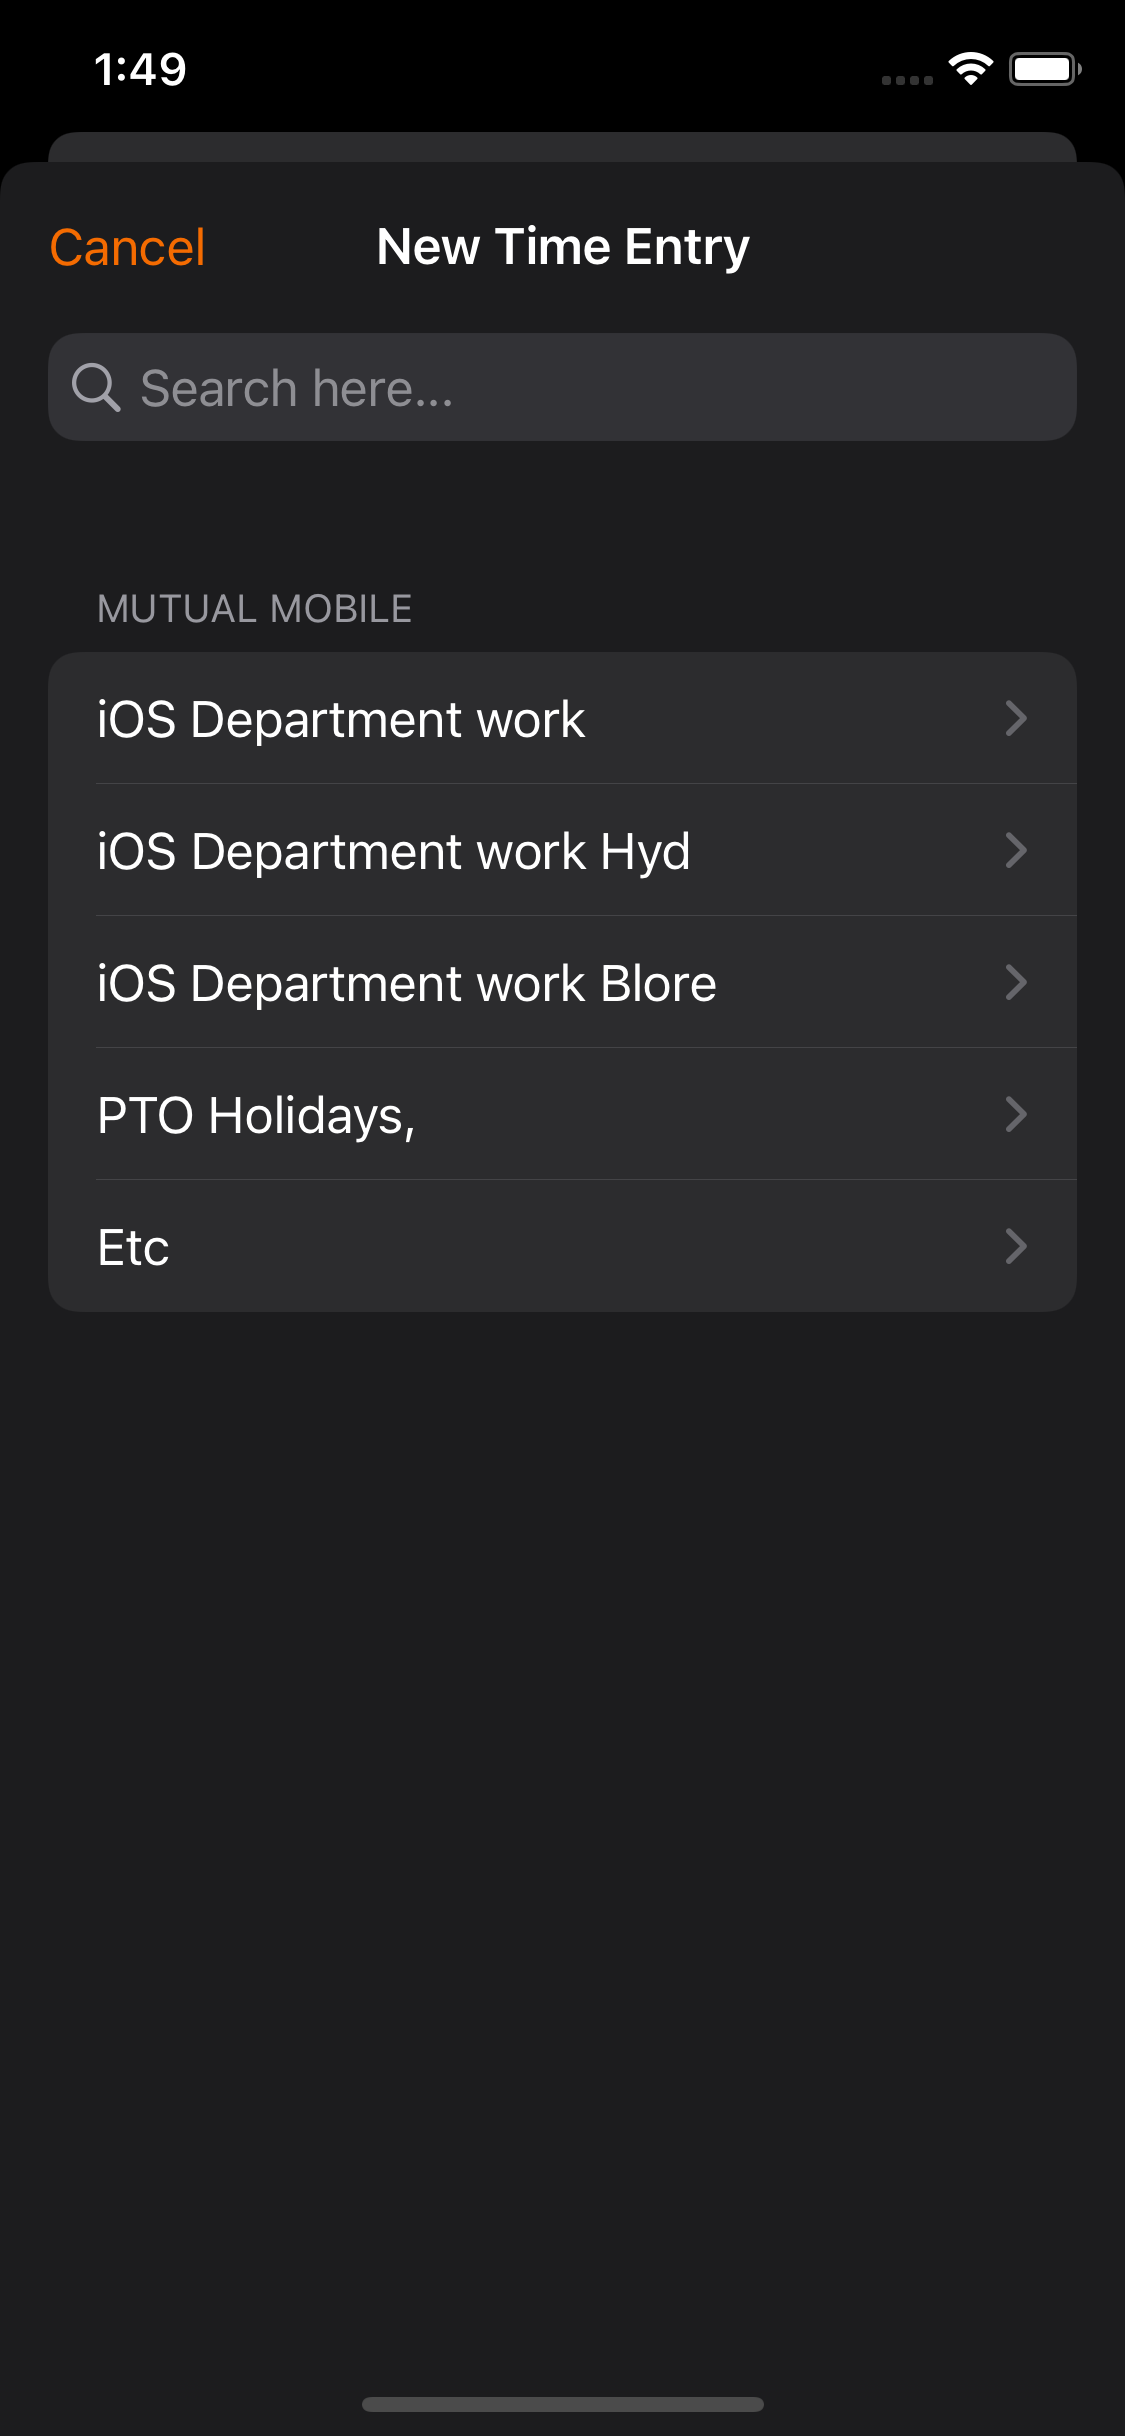 1:49
Cancel
New Time Entry
Search here...
MUTUAL MOBILE
iOS Department work
iOS Department work Hyd
iOS Department work Blore
PTO Holidays,
Etc